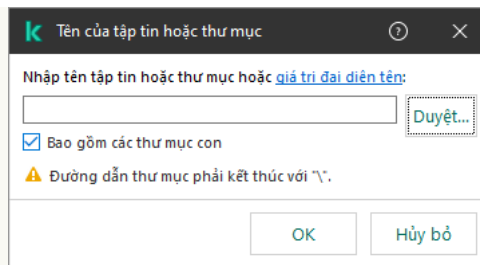 Tên của tập tin hoặc thư mục
Nhập tên tập tin hoặc thư mục hoặc giá trị đại diện tên:
Duyệt...
Bao gồm các thư mục con
Đường dẫn thư mục phải kết thúc với "\".
OK Hủy bỏ